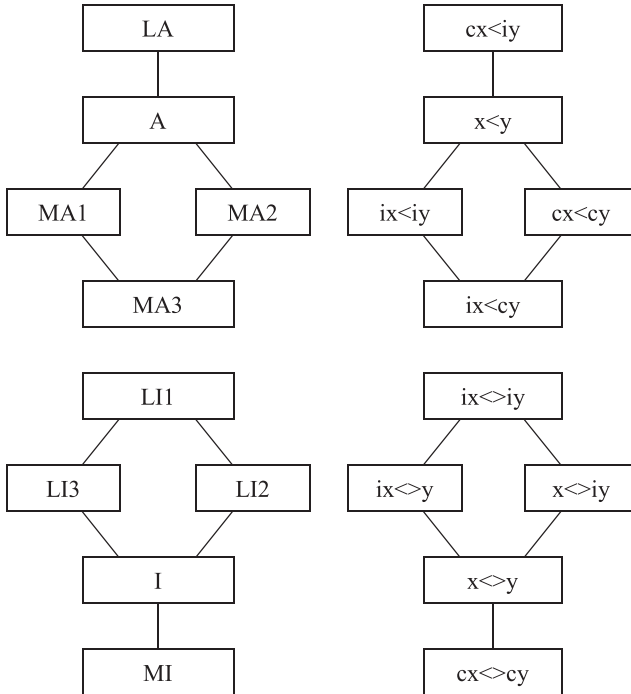 LA cx<iy
A x<y
MA1 MA2 ix<iy cx<cy
MA3 ix<cy
LI1 ix<>iy
LI3 LI2 ix<>y x<>iy
I x<>y
MI cx<>cy